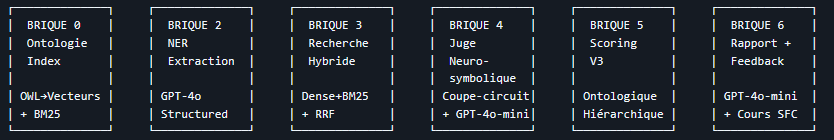 BRIQUE 0
Ontologie
Index
OWL→Vecteurs
+ BM25
BRIQUE 2
NER
Extraction
GPT-4o
Structured
BRIQUE 3
Recherche
Hybride
Dense+BM25
+ RRF
BRIQUE 4
Juge
Neuro-
symbolique
Coupe-circuit
+ GPT-4o-mini
BRIQUE 5
Scoring
V3
Ontologique
Hiérarchique
BRIQUE 6
Rapport +
Feedback
GPT-4o-mini
+ Cours SFC